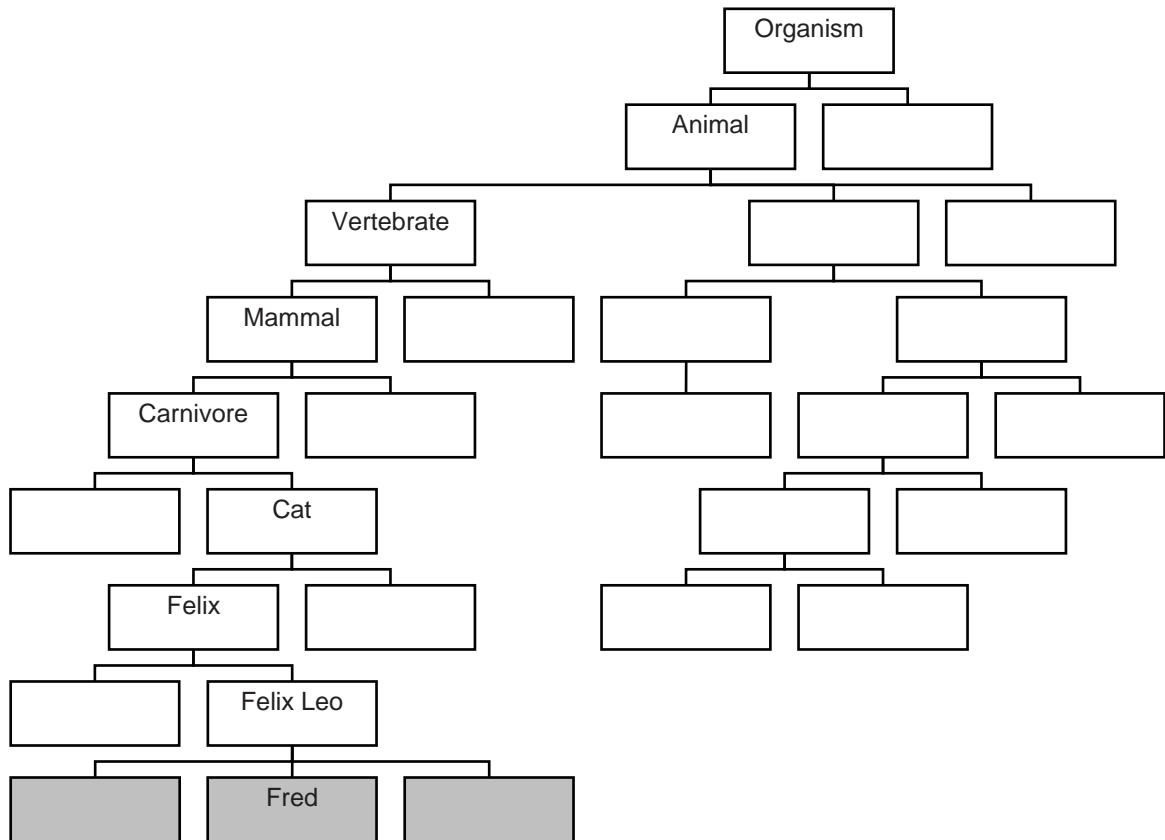 Organism
Animal
Vertebrate
Mammal
Carnivore
Cat
Felix
Felix Leo
Fred